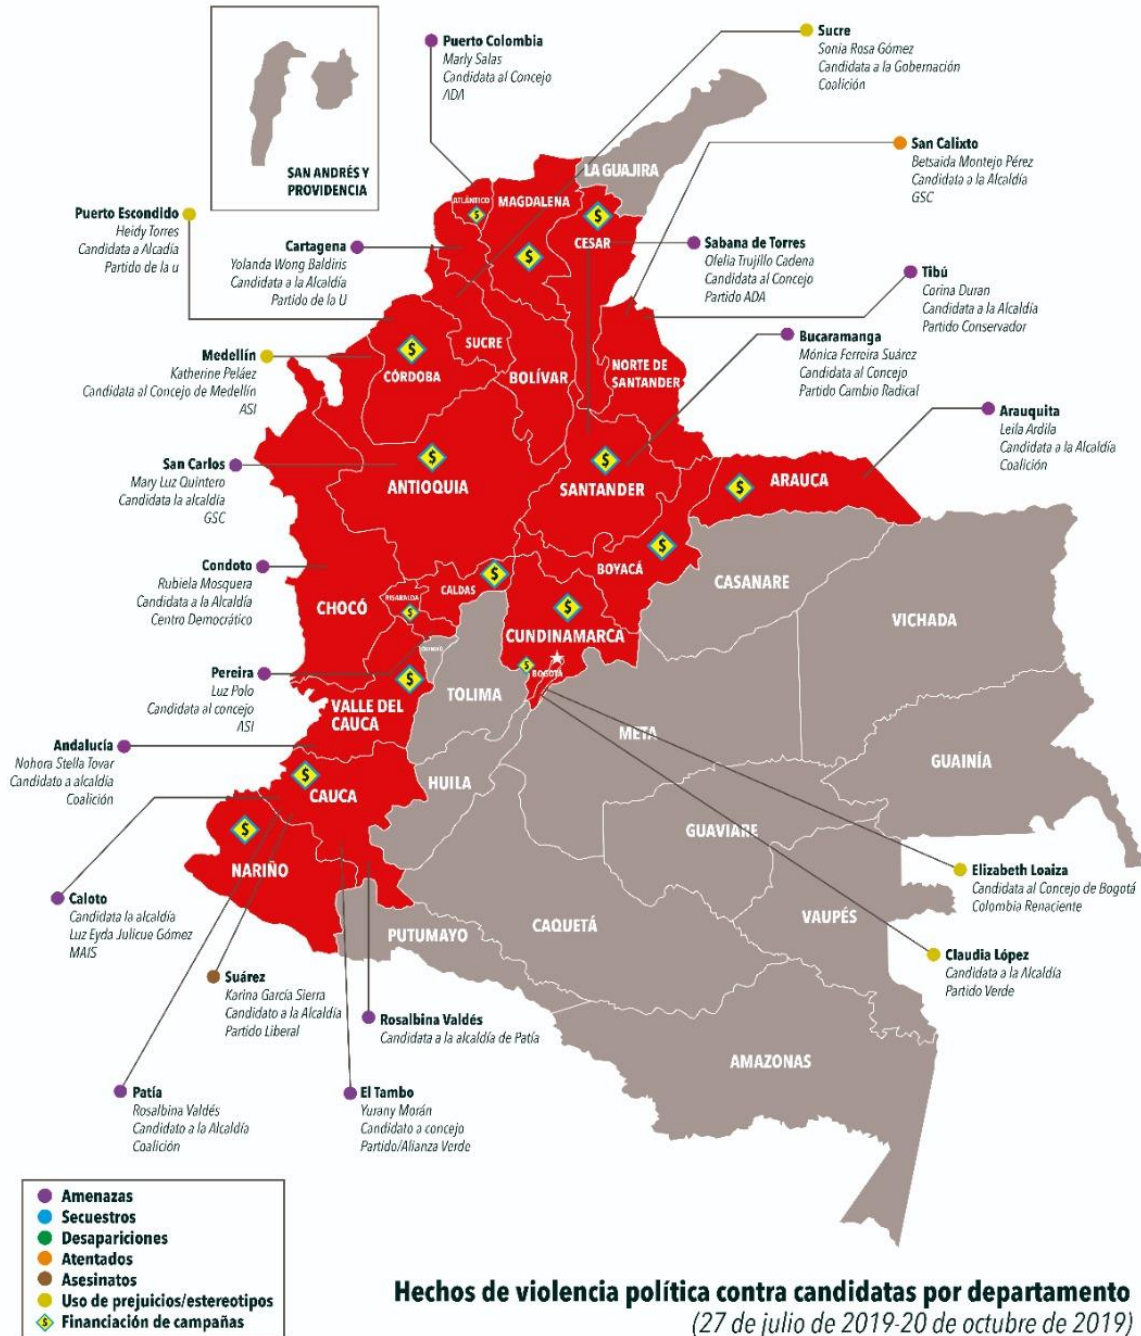 Puerto Colombia
Marly Salas
Candidata al Concejo
ADA
Sucre
Sonia Rosa Gómez
Candidata a la Gobernación
Coalición
San Calixto
Betsaida Montejo Pérez
Candidata a la Alcaldía
GSC
SAN ANDRÉS Y
PROVIDENCIA
LA GUAJIRA
ATLÁNTICO
MAGDALENA
CESAR
Puerto Escondido
Heidy Torres
Candidata a Alcadía
Partido de la u
Cartagena
Yolanda Wong Baldiris
Candidata a la Alcaldía
Partido de la U
Sabana de Torres
Ofelia Trujillo Cadena
Candidata al Concejo
Partido ADA
Tibú
Corina Duran
Candidata a la Alcaldía
Partido Conservador
Bucaramanga
Mónica Ferreira Suárez
Candidata al Concejo
Partido Cambio Radical
Medellín
Katherine Peláez
Candidata al Concejo de Medellín
ASI
SUCRE
CÓRDOBA
BOLÍVAR
NORTE DE
SANTANDER
Arauquita
Leila Ardila
Candidata a la Alcaldía
Coalición
San Carlos
Mary Luz Quintero
Candidata la alcaldía
GSC
ANTIOQUIA
SANTANDER
ARAUCA
Condoto
Rubiela Mosquera
Candidata a la Alcaldía
Centro Democrático
CHOCÓ
RISARALDA
CALDAS
BOYACÁ
CASANARE
VICHADA
CUNDINAMARCA
BOGOTÁ
Pereira
Luz Polo
Candidata al concejo
ASI
TOLIMA
VALLE DEL
CAUCA
META
GUAINÍA
Andalucía
Nohora Stella Tovar
Candidato a alcaldía
Coalición
HUILA
CAUCA
GUAVIARE
NARIÑO
Elizabeth Loaiza
Candidata al Concejo de Bogotá
Colombia Renaciente
Caloto
Candidata la alcaldía
Luz Eyda Julicue Gómez
MAIS
PUTUMAYO
CAQUETÁ
VAUPÉS
Claudia López
Candidata a la Alcaldía
Partido Verde
Suárez
Karina García Sierra
Candidato a la Alcaldía
Partido Liberal
Rosalbina Valdés
Candidata a la alcaldía de Patía
AMAZONAS
Patía
Rosalbina Valdés
Candidato a la Alcaldía
Coalición
El Tambo
Yurany Morán
Candidato a concejo
Partido/Alianza Verde
Amenazas
Secuestros
Desapariciones
Atentados
Asesinatos
Uso de prejuicios/estereotipos
$ Financiación de campañas
Hechos de violencia política contra candidatas por departamento
(27 de julio de 2019-20 de octubre de 2019)